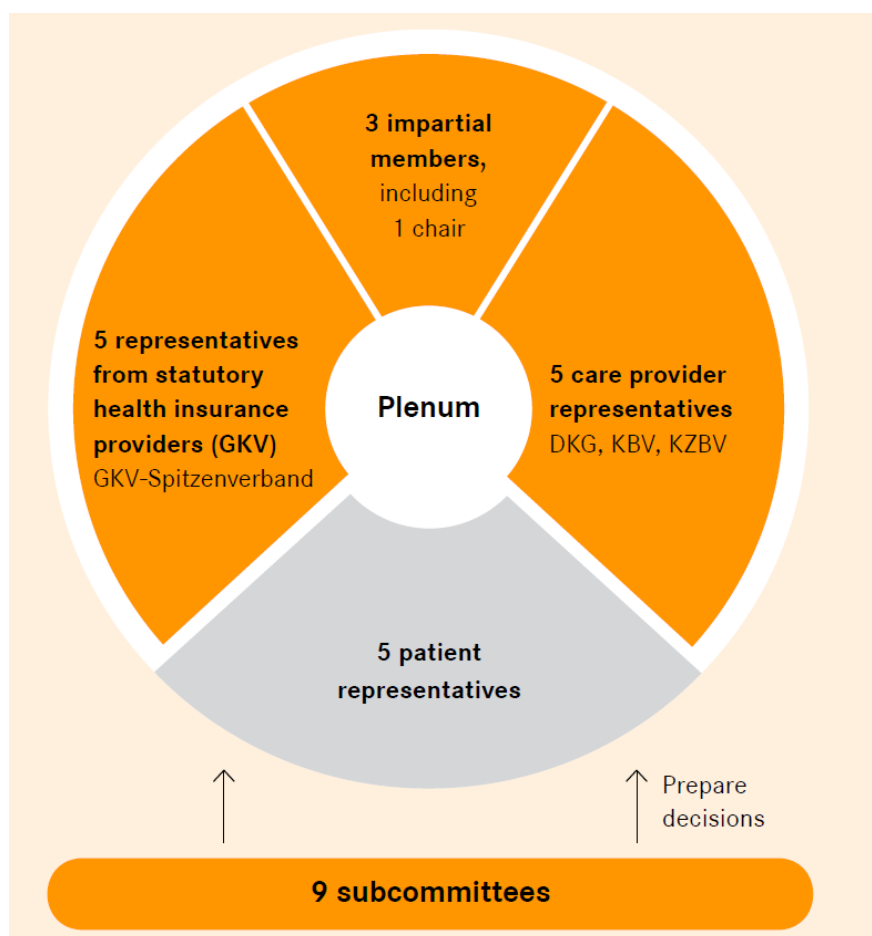 3 impartial
members,
including
1 chair
5 representatives
from statutory
health insurance
providers (GKV)
GKV-Spitzenverband
Plenum
5 care provider
representatives
DKG, KBV, KZBV
5 patient
representatives
Prepare
decisions
9 subcommittees